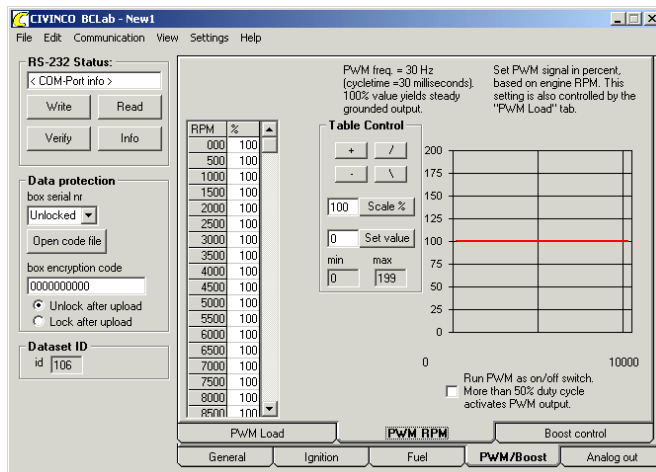 CIVINCO BCLab - New1
File Edit Communication View Settings Help
RS-232 Status:
< COM-Port info >
Write Read
Verify Info
Data protection
box serial nr
Unlocked
Open code file
box encryption code
0000000000
Unlock after upload
Lock after upload
Dataset ID
id 106
PWM freq. = 30 Hz
(cycletime =30 milliseconds).
100% value yields steady
grounded output.
Set PWM signal in percent,
based on engine RPM. This
setting is also controlled by the
"PWM Load" tab.
RPM %
000 100
500 100
1000 100
1500 100
2000 100
2500 100
3000 100
3500 100
4000 100
4500 100
5000 100
5500 100
6000 100
6500 100
7000 100
7500 100
8000 100
8500 100
Table Control
+ /
- \
100 Scale %
0 Set value
min max
0 199
200
175
150
125
100
75
50
25
0
0 10000
Run PWM as on/off switch.
More than 50% duty cycle
activates PWM output.
PWM Load PWM RPM Boost control
General Ignition Fuel PWM/Boost Analog out